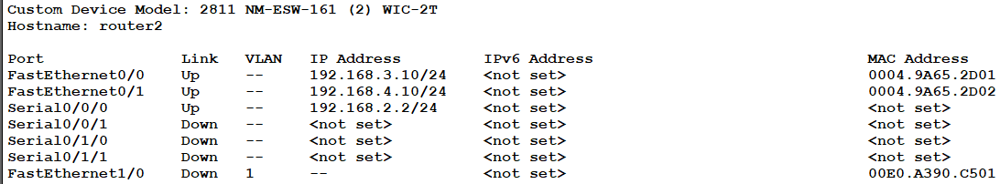 Custom Device Model: 2811 NM-ESW-161 (2) WIC-2T
Hostname: router2
Port Link VLAN IP Address IPv6 Address MAC Address
FastEthernet0/0 Up -- 192.168.3.10/24 <not set> 0004.9A65.2D01
FastEthernet0/1 Up -- 192.168.4.10/24 <not set> 0004.9A65.2D02
Serial0/0/0 Up -- 192.168.2.2/24 <not set> <not set>
Serial0/0/1 Down -- <not set> <not set> <not set>
Serial0/1/0 Down -- <not set> <not set> <not set>
Serial0/1/1 Down -- <not set> <not set> <not set>
FastEthernet1/0 Down 1 -- <not set> 00E0.A390.C501